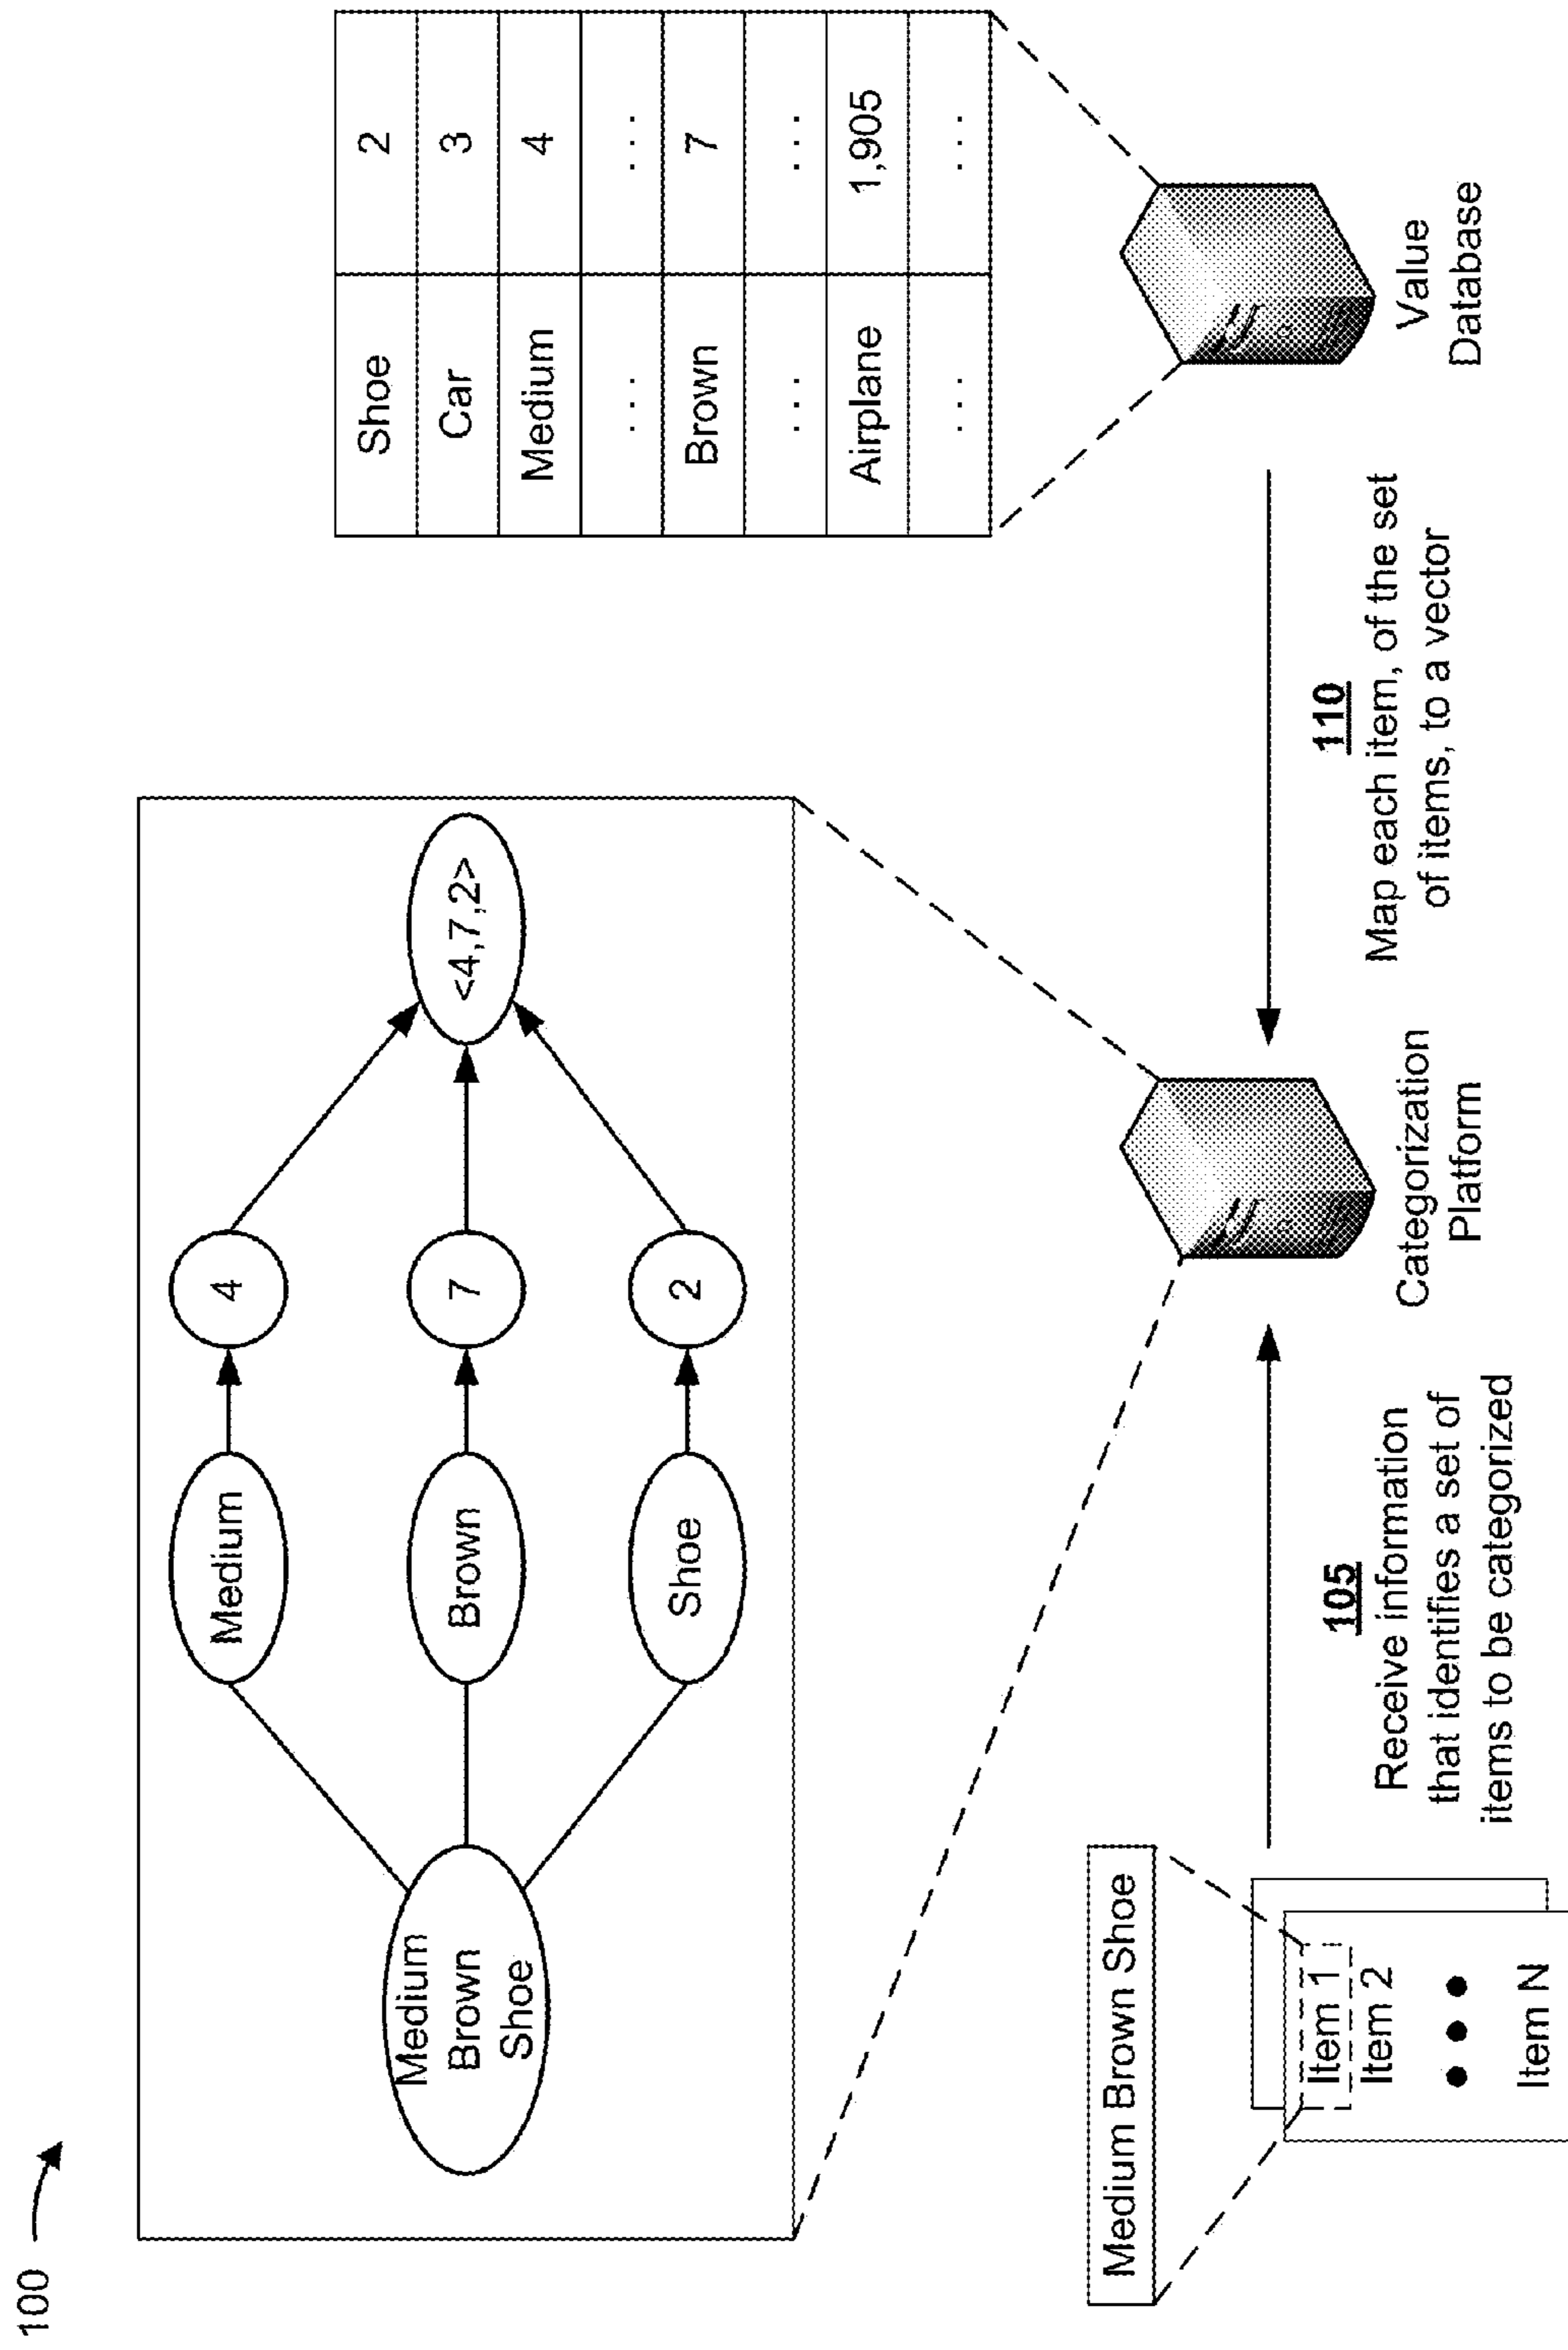 100
Medium
Brown
Shoe
Medium
4
Brown
7
Shoe
2
<4,7,2>
Shoe 2
Car 3
Medium 4
... ...
Brown 7
... ...
Airplane 1,905
... ...
Medium Brown Shoe
Item 1
Item 2
Item N
105
Receive information
that identifies a set of
items to be categorized
Categorization
Platform
110
Map each item, of the set
of items, to a vector
Value
Database